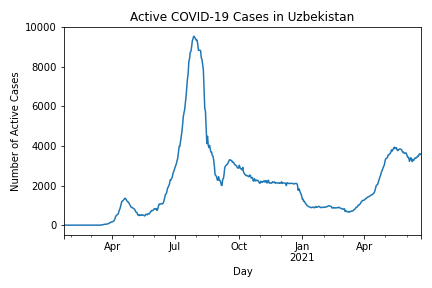 Active COVID-19 Cases in Uzbekistan
10000
8000
6000
4000
2000
0
Number of Active Cases
Apr
Jul
Oct
Jan
2021
Apr
Day